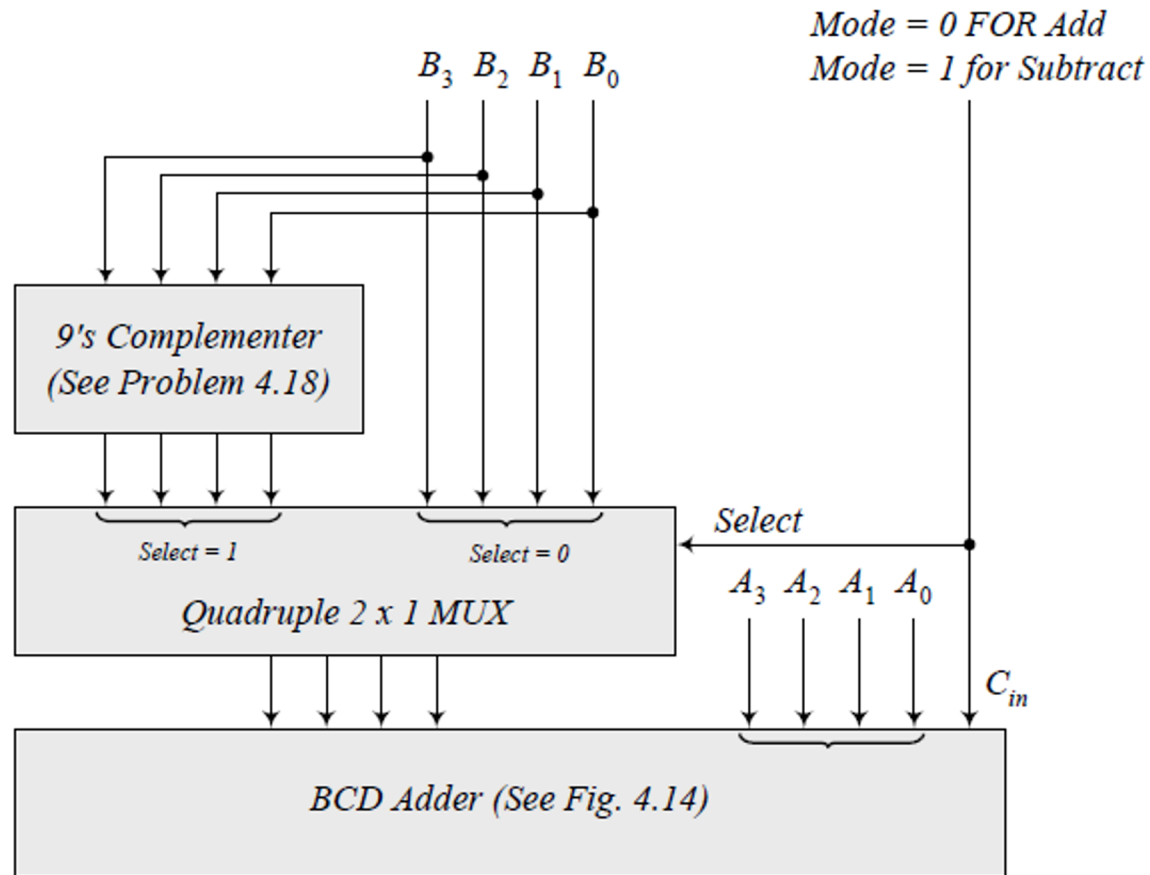 Mode = 0 FOR Add
Mode = 1 for Subtract
B3 B2 B1 B0
9's Complementer
(See Problem 4.18)
Select
Select = 1 Select = 0
A3 A2 A1 A0
Quadruple 2 x 1 MUX
Cin
BCD Adder (See Fig. 4.14)